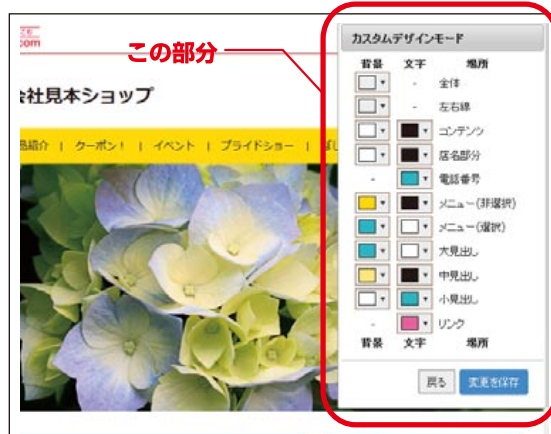 .com
この部分
会社見本ショップ
品紹介 | クーポン! | イベント | ブライドショー |
カスタムデザインモード
背景 文字 場所
- 全体
- 左右線
コンテンツ
店名部分
- 電話番号
メニュー(非選択)
メニュー(選択)
大見出し
中見出し
小見出し
- リンク
背景 文字 場所
戻る 変更を保存